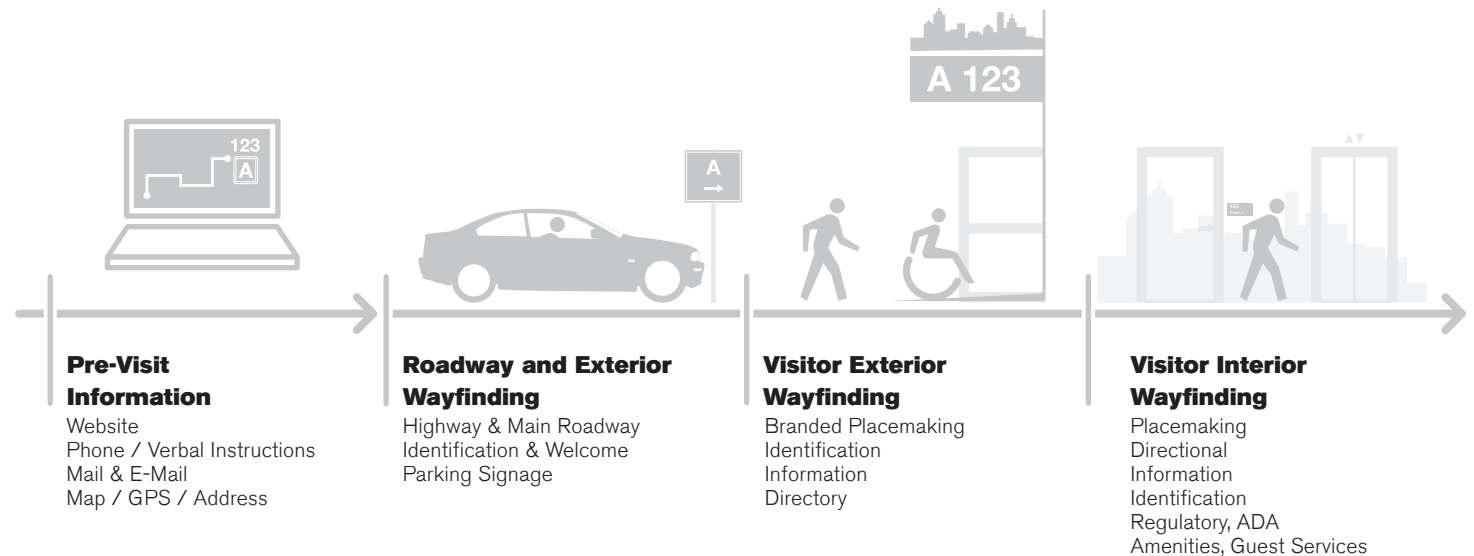 A 123
123
A
A
123
Pre-Visit
Information
Website
Phone / Verbal Instructions
Mail & E-Mail
Map / GPS / Address
Roadway and Exterior
Wayfinding
Highway & Main Roadway
Identification & Welcome
Parking Signage
Visitor Exterior
Wayfinding
Branded Placemaking
Identification
Information
Directory
Visitor Interior
Wayfinding
Placemaking
Directional
Information
Identification
Regulatory, ADA
Amenities, Guest Services